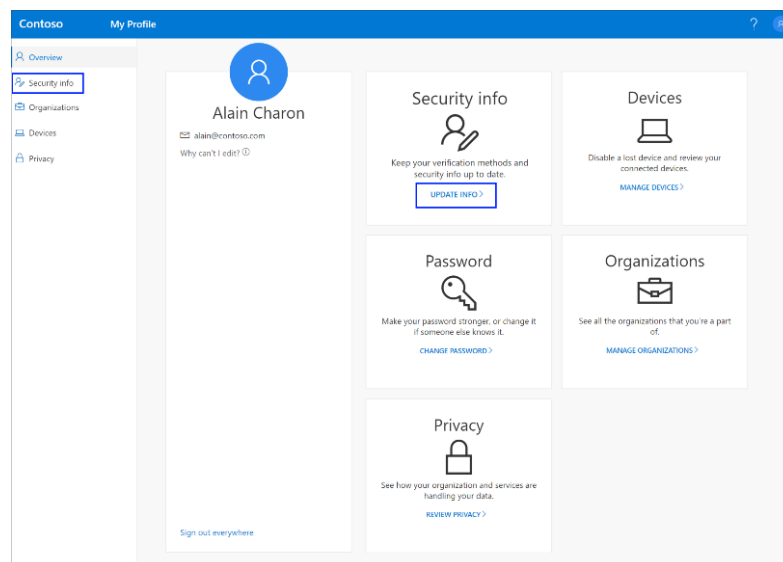 Contoso
My Profile
?
Overview
Security info
Organizations
Devices
Privacy
Alain Charon
alain@contoso.com
Why can't I edit?
Sign out everywhere
Security info
Keep your verification methods and
security info up to date.
UPDATE INFO >
Devices
Disable a lost device and review your
connected devices.
MANAGE DEVICES >
Password
Make your password stronger, or change it
if someone else knows it.
CHANGE PASSWORD >
Organizations
See all the organizations that you're a part
of.
MANAGE ORGANIZATIONS >
Privacy
See how your organization and services are
handling your data.
REVIEW PRIVACY >